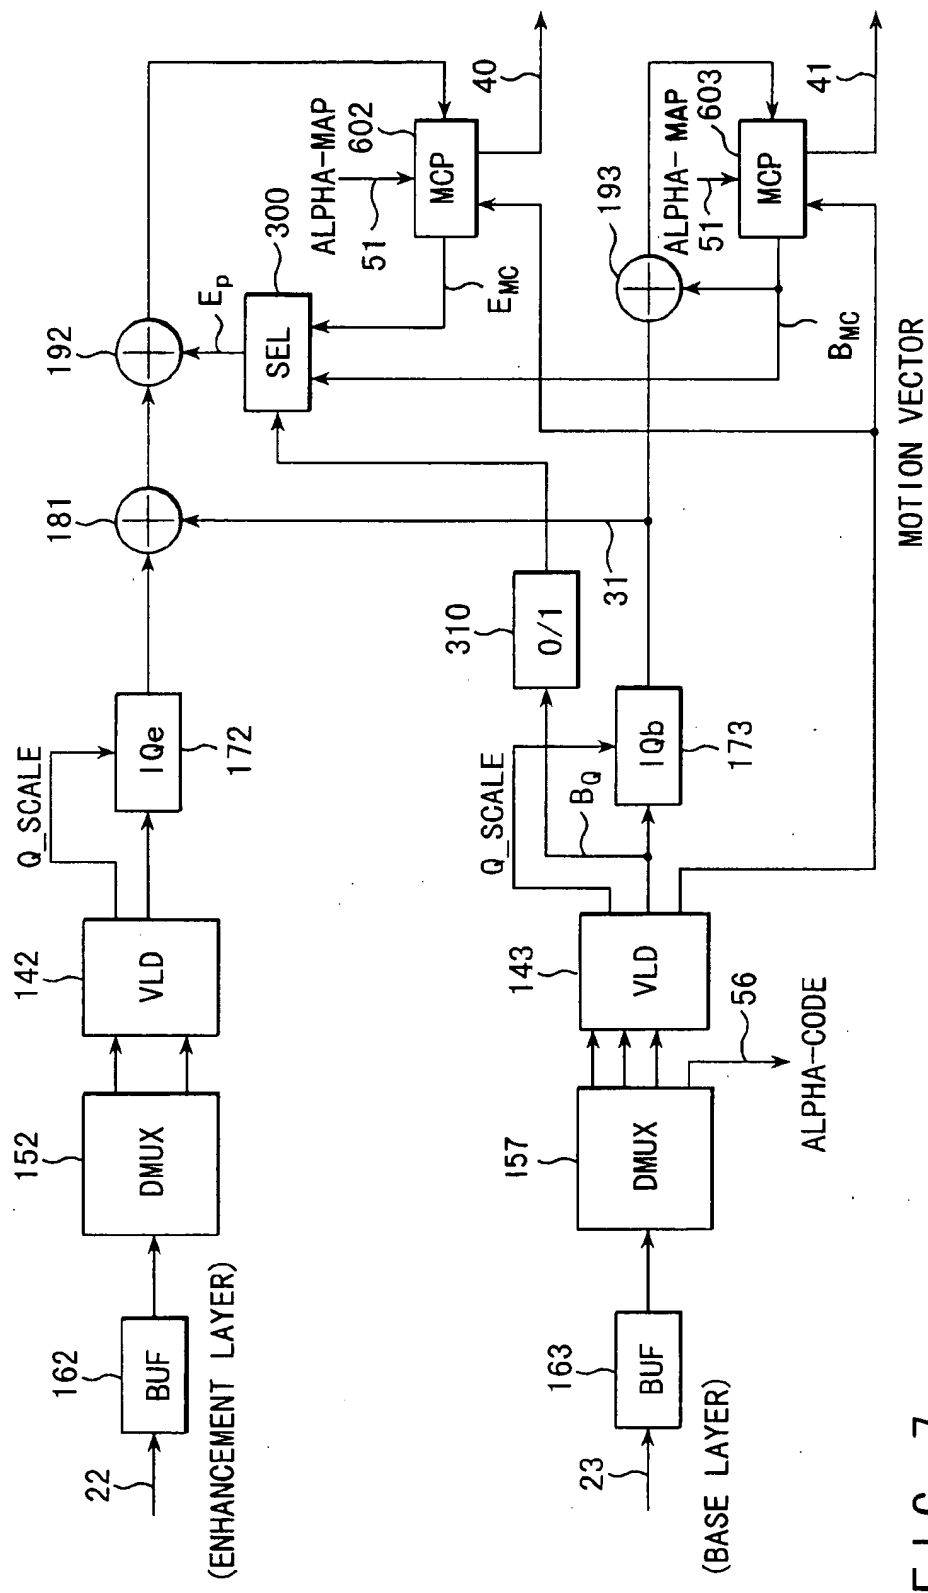 22
162
BUF
(ENHANCEMENT LAYER)
152
DMUX
142
VLD
Q_SCALE
IQe
172
181
192
EP
300
SEL
ALPHA-MAP
51
602
MCP
EMC
40
23
163
BUF
(BASE LAYER)
157
DMUX
56
ALPHA-CODE
143
VLD
Q_SCALE
BQ
IQb
173
310
0/1
31
193
ALPHA-MAP
51
603
MCP
BMC
41
MOTION VECTOR
FIG. 7